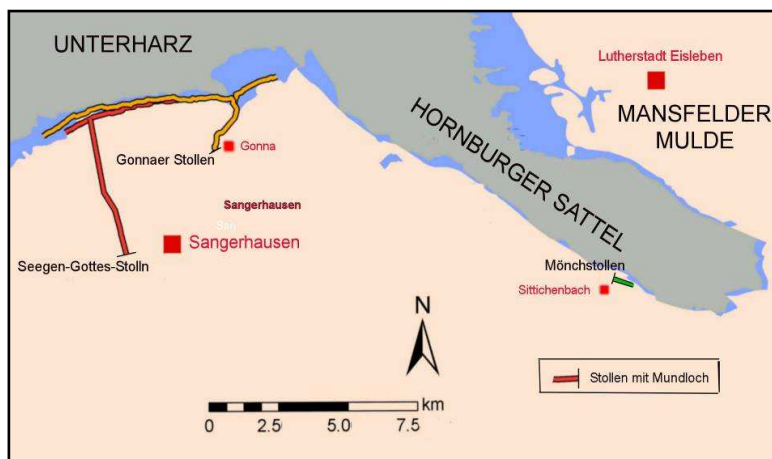 UNTERHARZ
Lutherstadt Eisleben
MANSFELDER
MULDE
HORNBURGER SATTEL
Gonnaer Stollen
Gonna
Sangerhausen
San
Sangerhausen
Seegen-Gottes-Stolln
Mönchstollen
Sittichenbach
N
Stollen mit Mundloch
km
0 2.5 5.0 7.5